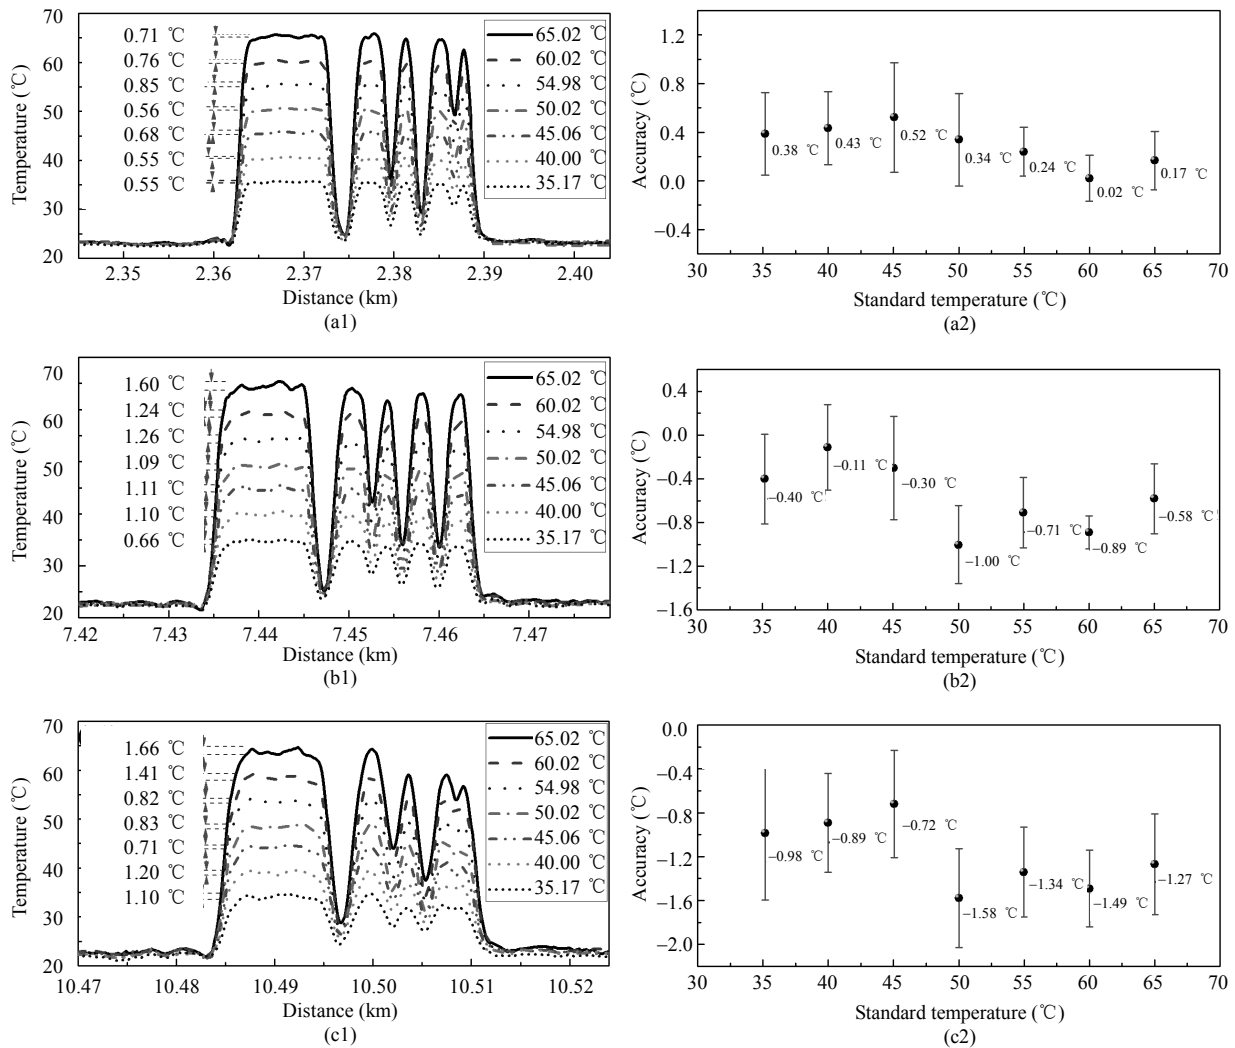 70
60
50
40
30
20
Temperature (℃)
0.71 ℃
0.76 ℃
0.85 ℃
0.56 ℃
0.68 ℃
0.55 ℃
0.55 ℃
65.02 ℃
60.02 ℃
54.98 ℃
50.02 ℃
45.06 ℃
40.00 ℃
35.17 ℃
2.35 2.36 2.37 2.38 2.39 2.40
Distance (km)
(a1)
1.2
0.8
0.4
0.0
−0.4
Accuracy (℃)
0.38 ℃ 0.43 ℃ 0.52 ℃ 0.34 ℃ 0.24 ℃ 0.02 ℃ 0.17 ℃
30 35 40 45 50 55 60 65 70
Standard temperature (℃)
(a2)
70
60
50
40
30
20
Temperature (℃)
1.60 ℃
1.24 ℃
1.26 ℃
1.09 ℃
1.11 ℃
1.10 ℃
0.66 ℃
65.02 ℃
60.02 ℃
54.98 ℃
50.02 ℃
45.06 ℃
40.00 ℃
35.17 ℃
7.42 7.43 7.44 7.45 7.46 7.47
Distance (km)
(b1)
0.4
0.0
−0.4
−0.8
−1.2
−1.6
Accuracy (℃)
−0.40 ℃ −0.11 ℃ −0.30 ℃ −1.00 ℃ −0.71 ℃ −0.89 ℃ −0.58 ℃
30 35 40 45 50 55 60 65 70
Standard temperature (℃)
(b2)
70
60
50
40
30
20
Temperature (℃)
1.66 ℃
1.41 ℃
0.82 ℃
0.83 ℃
0.71 ℃
1.20 ℃
1.10 ℃
65.02 ℃
60.02 ℃
54.98 ℃
50.02 ℃
45.06 ℃
40.00 ℃
35.17 ℃
10.47 10.48 10.49 10.50 10.51 10.52
Distance (km)
(c1)
0.0
−0.4
−0.8
−1.2
−1.6
−2.0
Accuracy (℃)
−0.98 ℃ −0.89 ℃ −0.72 ℃ −1.58 ℃ −1.34 ℃ −1.49 ℃ −1.27 ℃
30 35 40 45 50 55 60 65 70
Standard temperature (℃)
(c2)